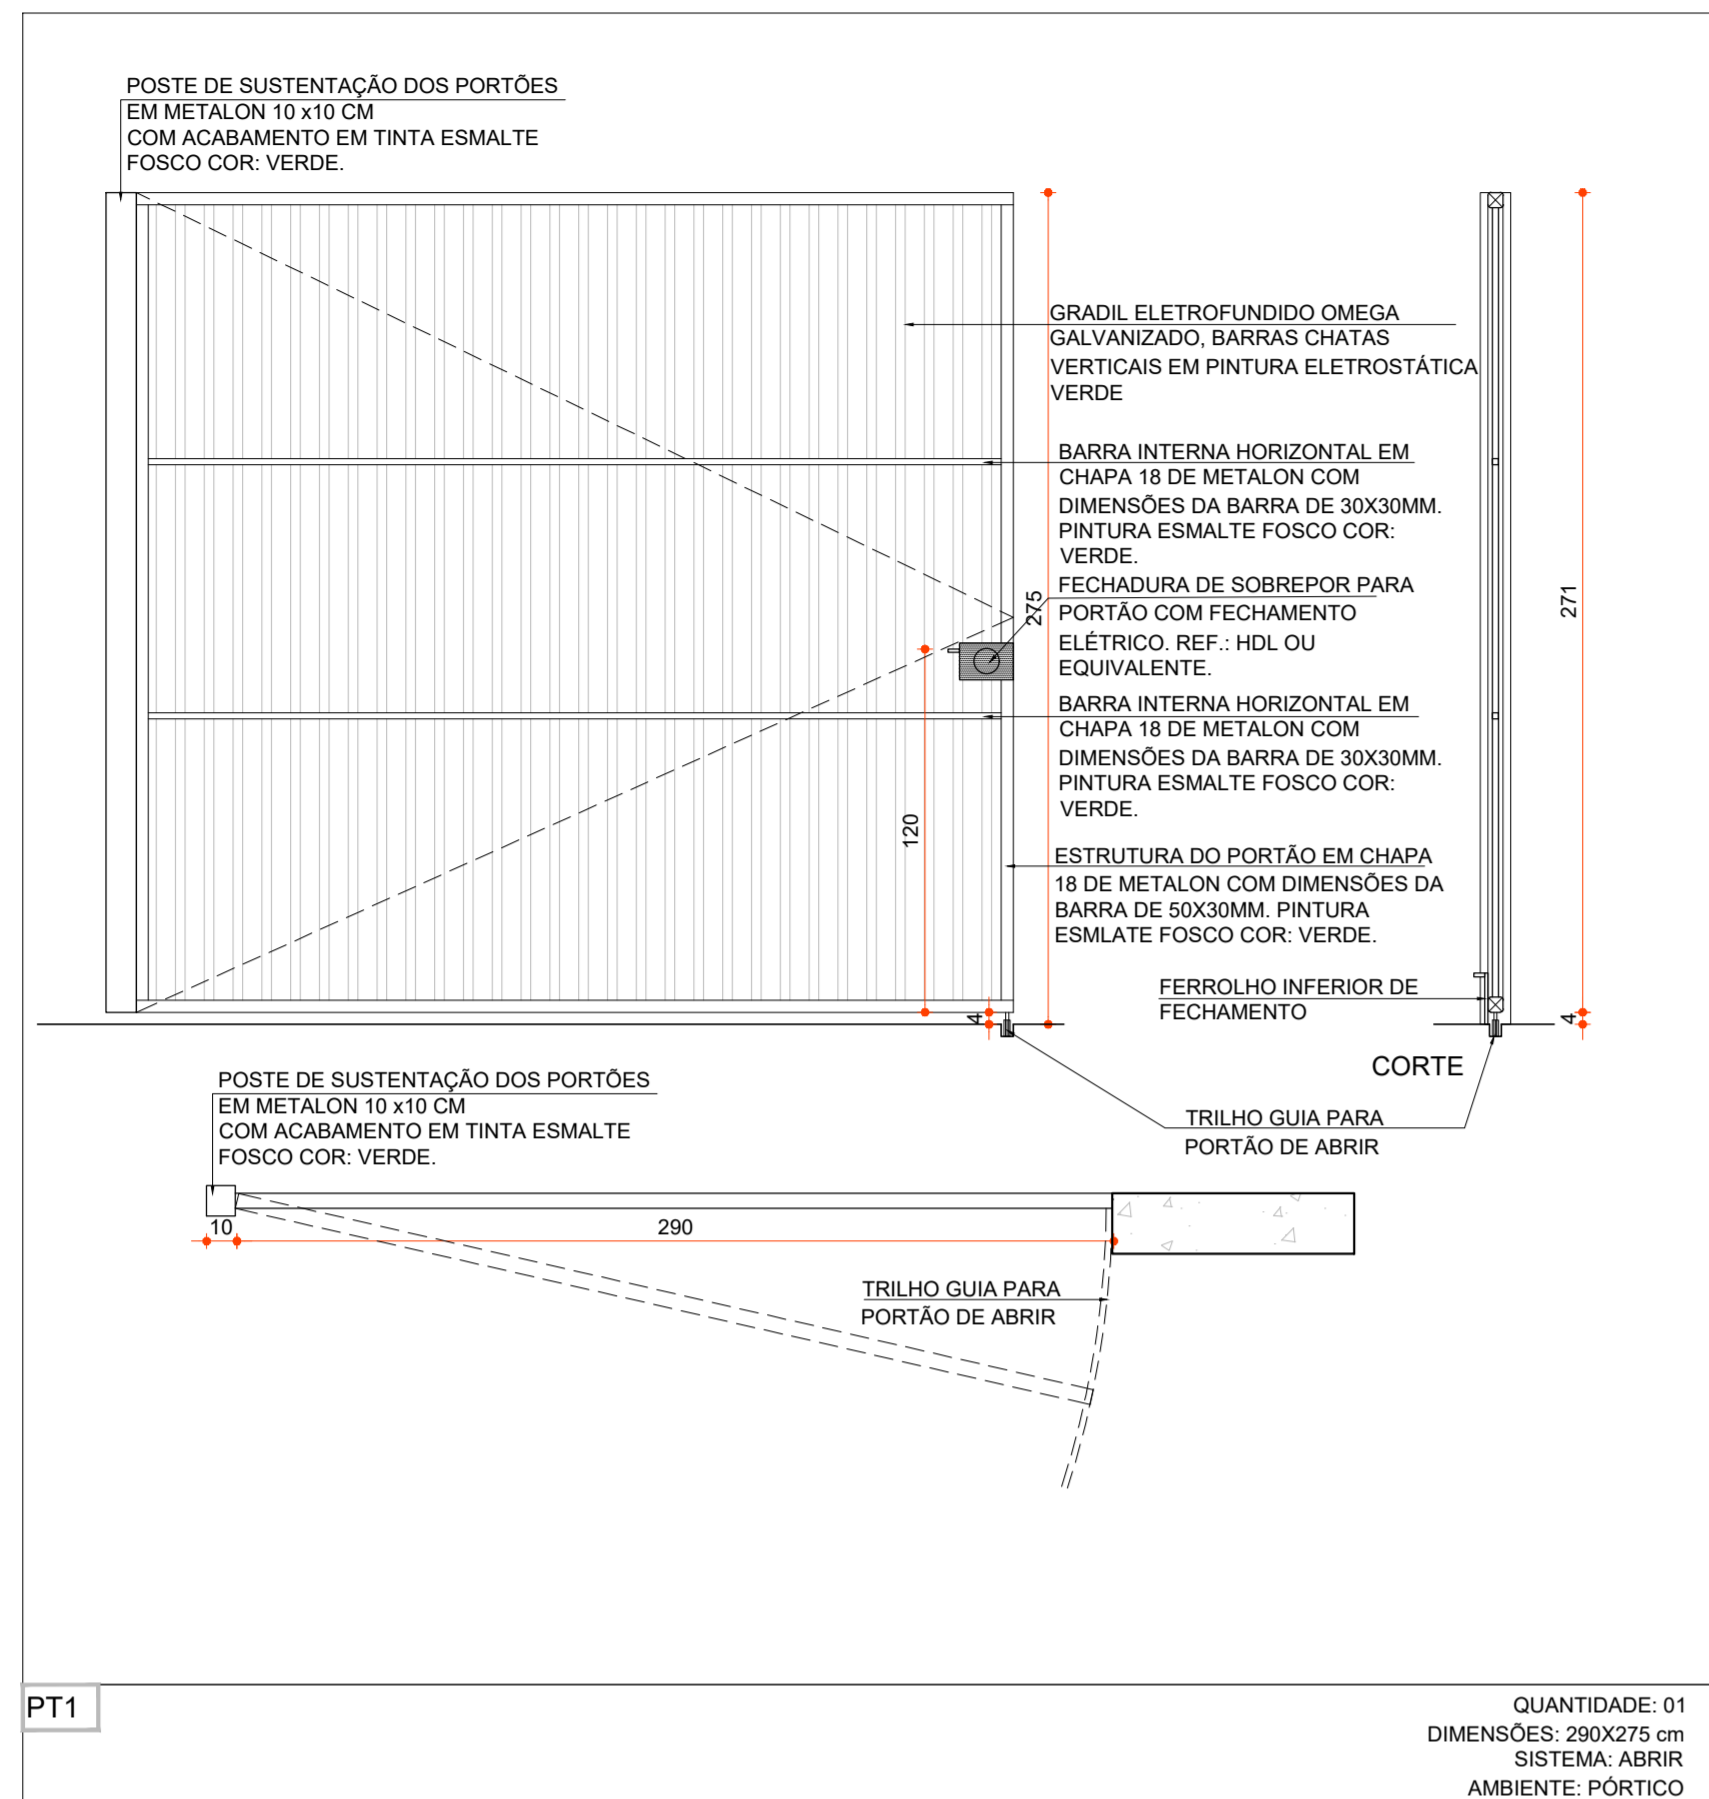 POSTE DE SUSTENTAÇÃO DOS PORTÕES
EM METALON 10 x10 CM
COM ACABAMENTO EM TINTA ESMALTE
FOSCO COR: VERDE.
GRADIL ELETROFUNDIDO OMEGA
GALVANIZADO, BARRAS CHATAS
VERTICAIS EM PINTURA ELETROSTÁTICA
VERDE
BARRA INTERNA HORIZONTAL EM
CHAPA 18 DE METALON COM
DIMENSÕES DA BARRA DE 30X30MM.
PINTURA ESMALTE FOSCO COR:
VERDE.
FECHADURA DE SOBREPOR PARA
PORTÃO COM FECHAMENTO
ELÉTRICO. REF.: HDL OU
EQUIVALENTE.
BARRA INTERNA HORIZONTAL EM
CHAPA 18 DE METALON COM
DIMENSÕES DA BARRA DE 30X30MM.
PINTURA ESMALTE FOSCO COR:
VERDE.
ESTRUTURA DO PORTÃO EM CHAPA
18 DE METALON COM DIMENSÕES DA
BARRA DE 50X30MM. PINTURA
ESMLATE FOSCO COR: VERDE.
FERROLHO INFERIOR DE
FECHAMENTO
275
120
4
271
4
CORTE
TRILHO GUIA PARA
PORTÃO DE ABRIR
POSTE DE SUSTENTAÇÃO DOS PORTÕES
EM METALON 10 x10 CM
COM ACABAMENTO EM TINTA ESMALTE
FOSCO COR: VERDE.
10
290
TRILHO GUIA PARA
PORTÃO DE ABRIR
PT1
QUANTIDADE: 01
DIMENSÕES: 290X275 cm
SISTEMA: ABRIR
AMBIENTE: PÓRTICO